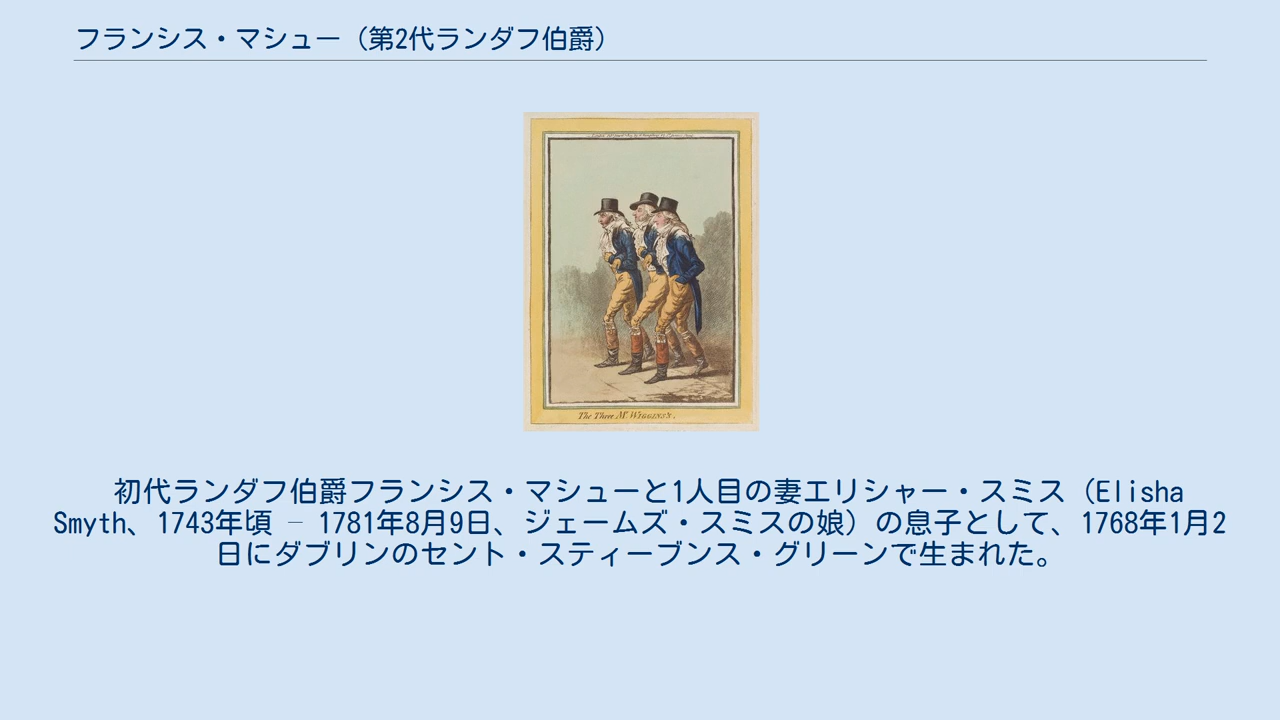 フランシス・マシュー（第2代ランダフ伯爵）
The Three Mr. WIGGINS's.
初代ランダフ伯爵フランシス・マシューと1人目の妻エリシャー・スミス（Elisha
Smyth、1743年頃 – 1781年8月9日、ジェームズ・スミスの娘）の息子として、1768年1月2
日にダブリンのセント・スティーブンス・グリーンで生まれた。